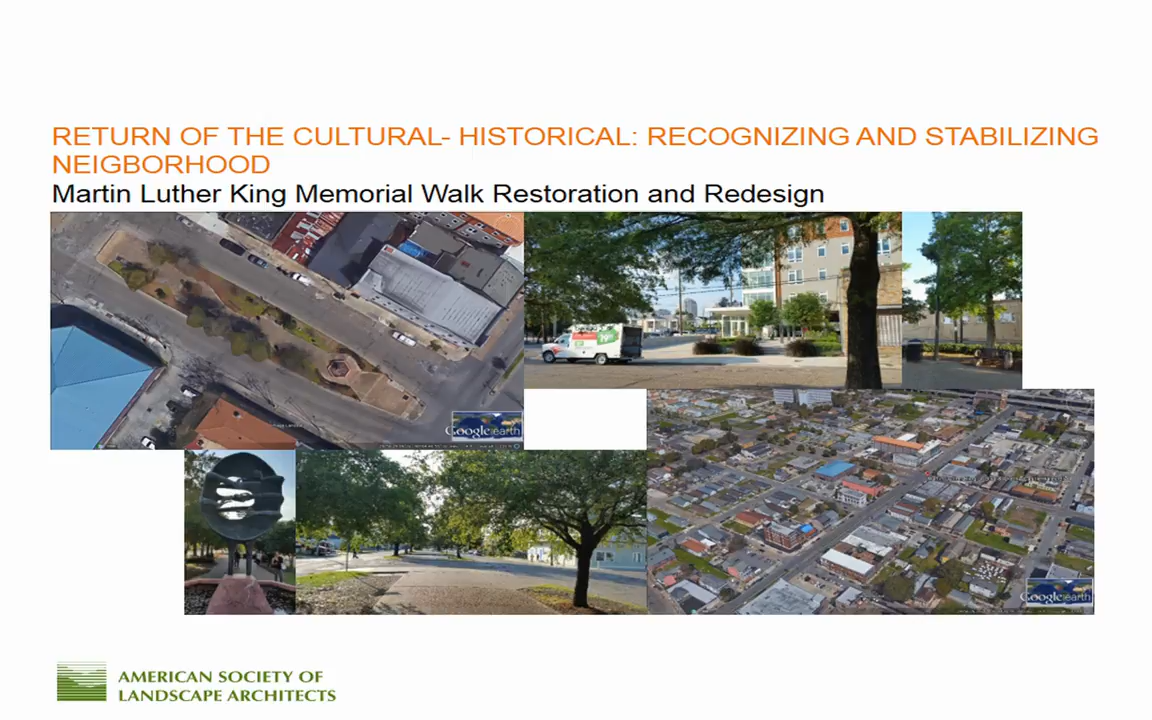 RETURN OF THE CULTURAL- HISTORICAL: RECOGNIZING AND STABILIZING
NEIGBORHOOD
Martin Luther King Memorial Walk Restoration and Redesign
Google earth
Google earth
AMERICAN SOCIETY OF
LANDSCAPE ARCHITECTS